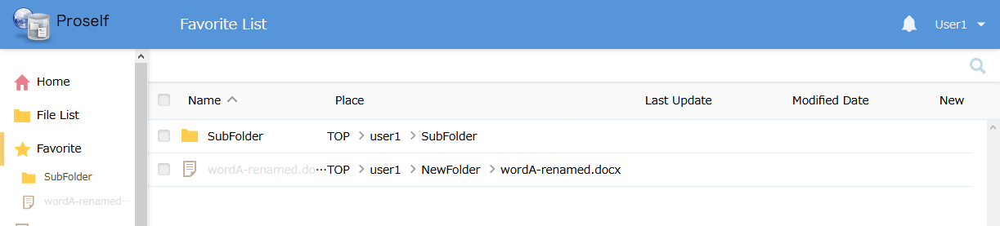 Proself
Favorite List
User1
Home
File List
Favorite
SubFolder
wordA-renamed…
Name Place Last Update Modified Date New
SubFolder TOP > user1 > SubFolder
wordA-renamed.do… TOP > user1 > NewFolder > wordA-renamed.docx